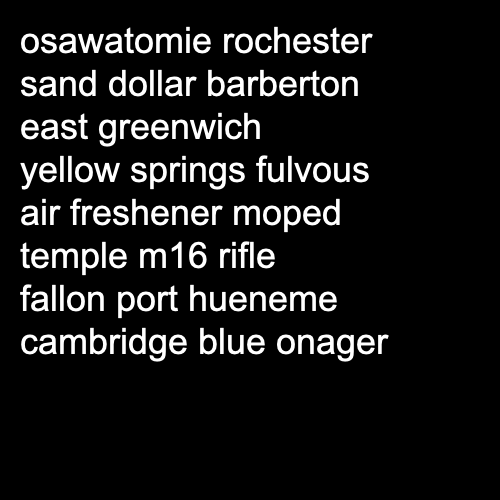 osawatomie rochester
sand dollar barberton
east greenwich
yellow springs fulvous
air freshener moped
temple m16 rifle
fallon port hueneme
cambridge blue onager